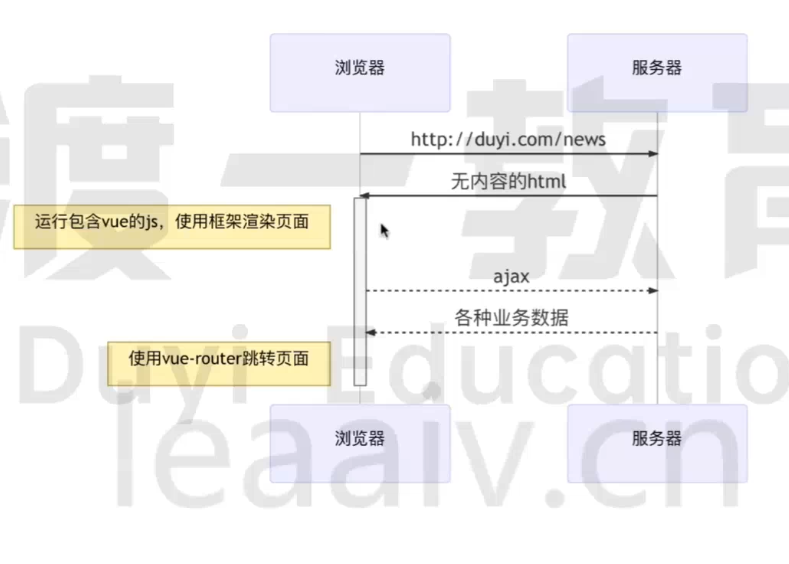 浏览器
服务器
http://duyi.com/news
无内容的html
运行包含vue的js，使用框架渲染页面
ajax
各种业务数据
使用vue-router跳转页面
浏览器
服务器
渡一教育
Duyi Educatio